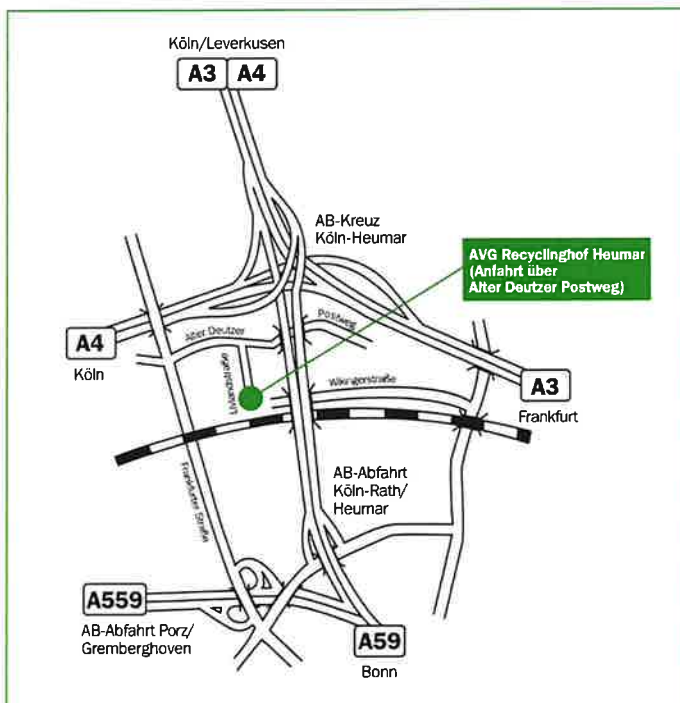 Köln/Leverkusen
A3 A4
AB-Kreuz
Köln-Heumar
AVG Recyclinghof Heumar
(Anfahrt über
Alter Deutzer Postweg)
A4
Köln
Alter Deutzer
Postweg
Livlandstraße
Wikingerstraße
A3
Frankfurt
Frankfurter Straße
AB-Abfahrt
Köln-Rath/
Heumar
A559
AB-Abfahrt Porz/
Gremberghoven
A59
Bonn